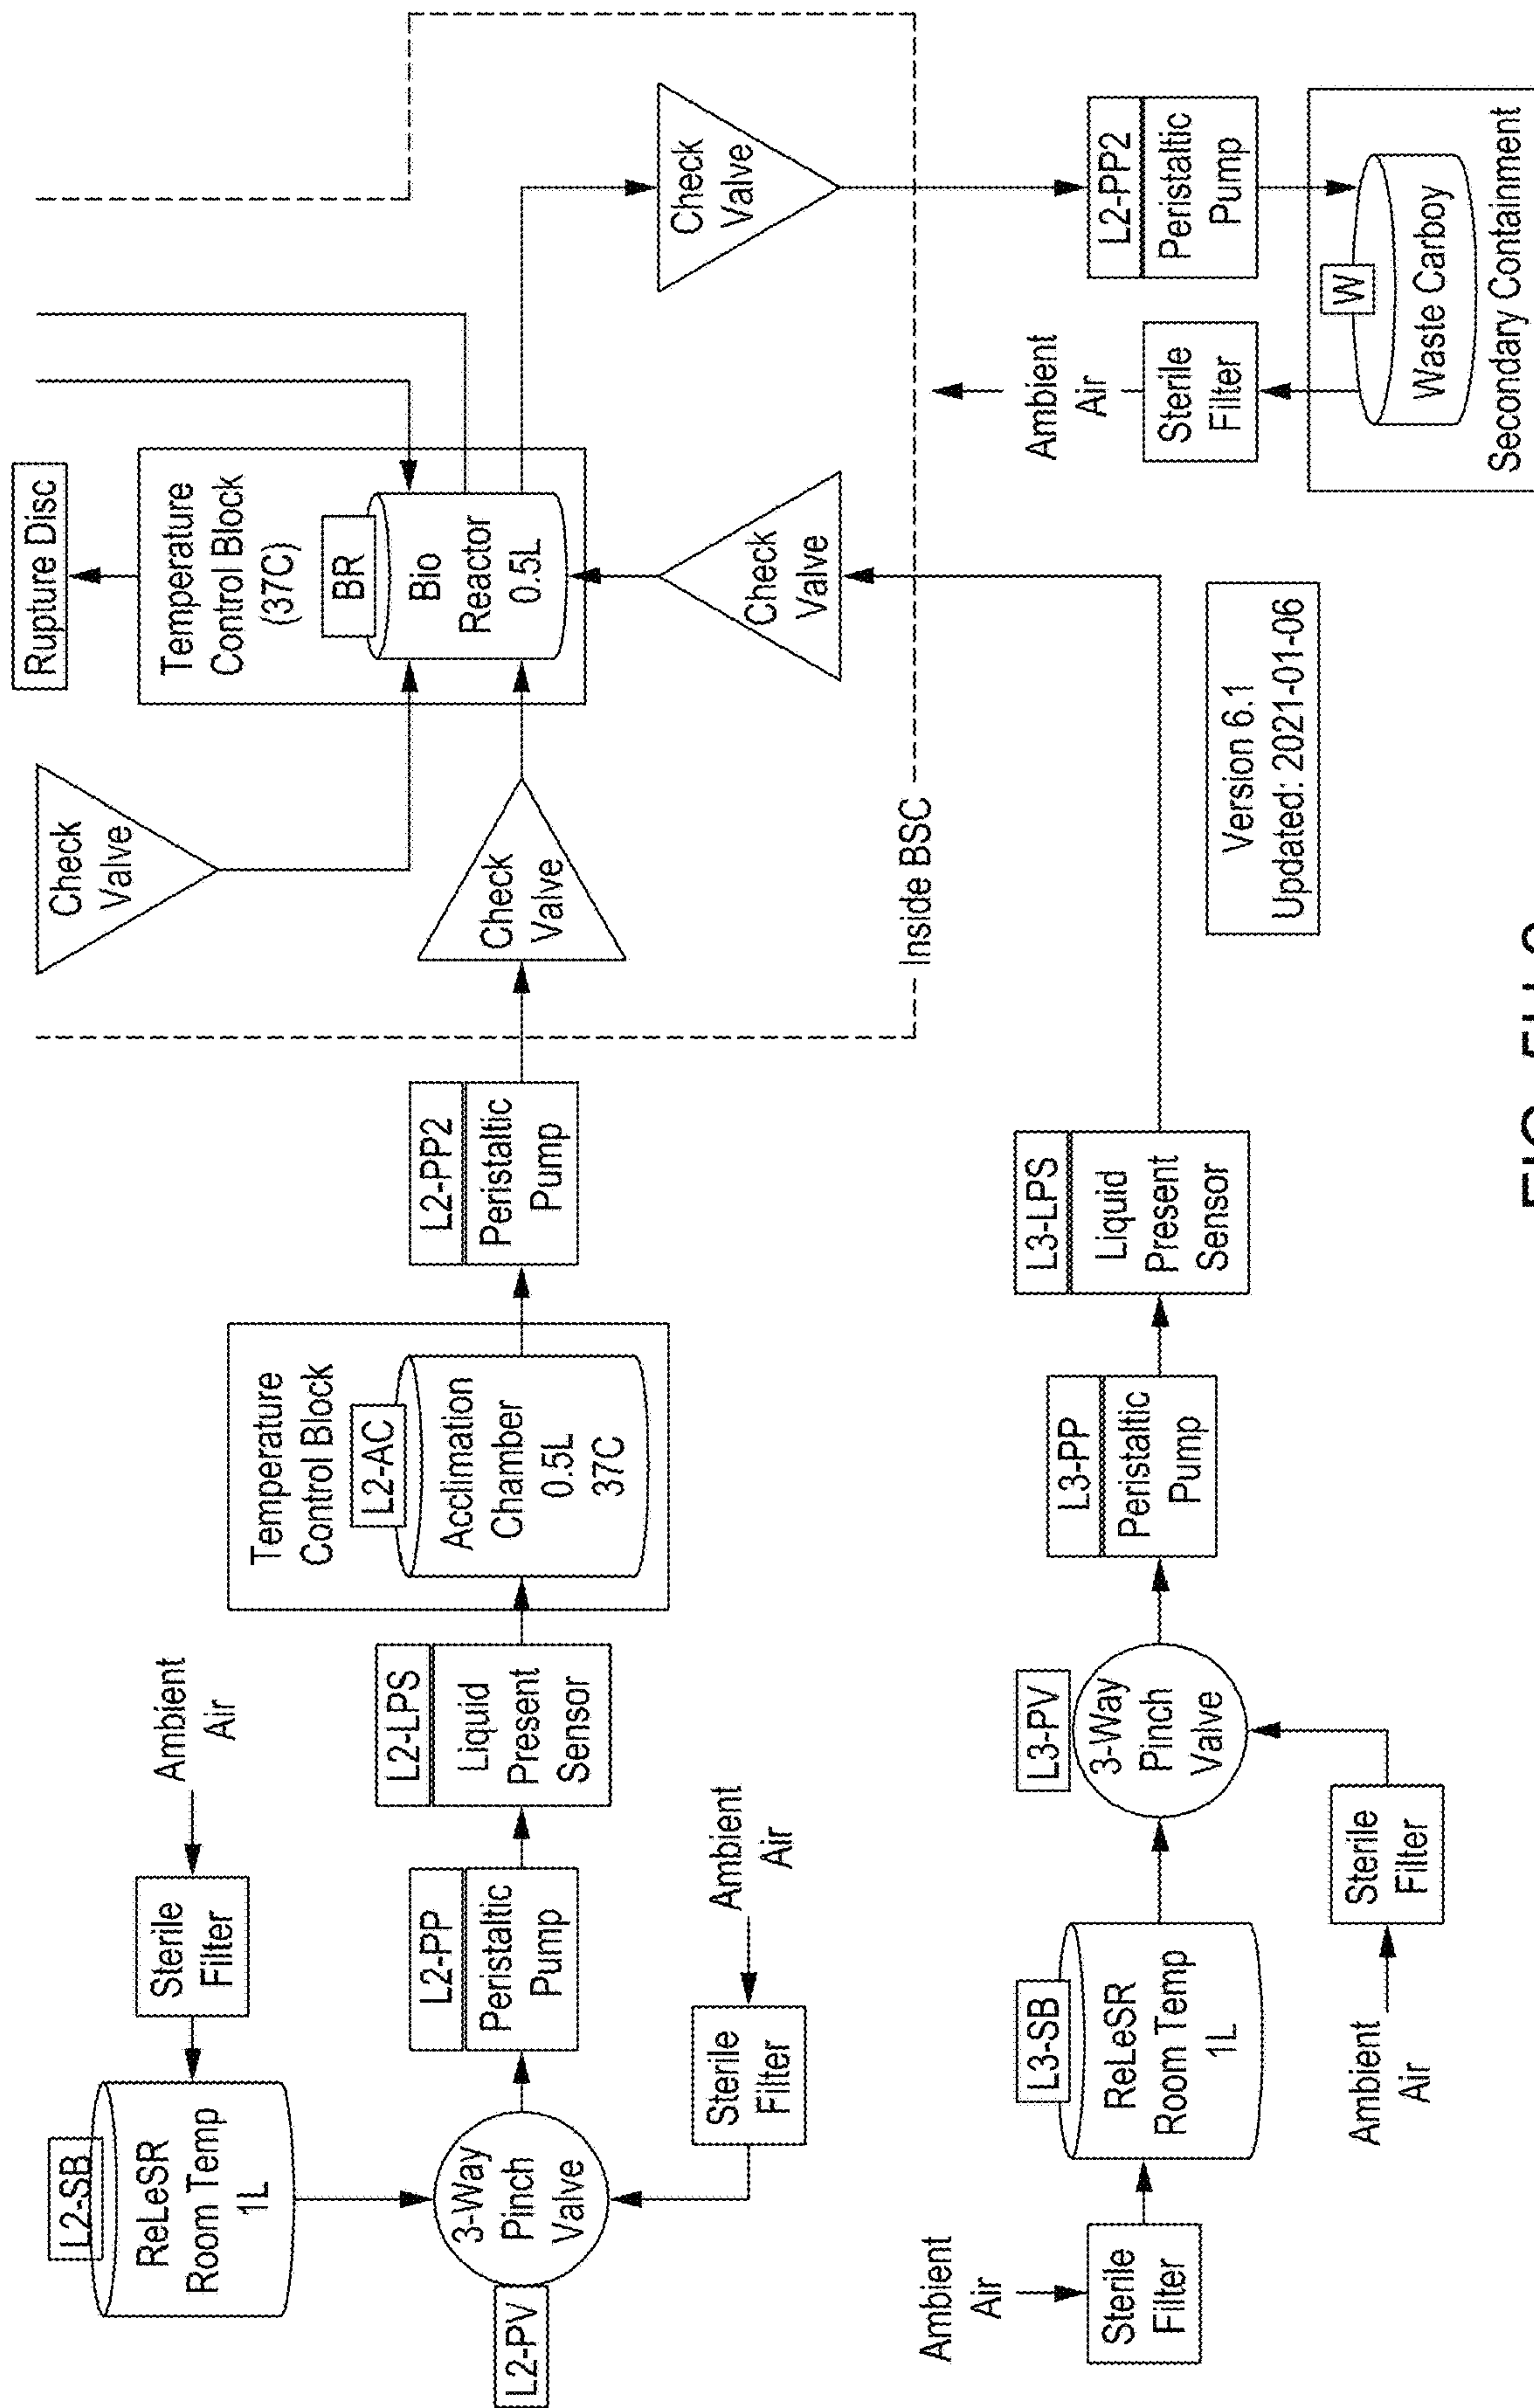 L2-SB
ReLeSR
Room Temp
1L
Sterile
Filter
Ambient
Air
L2-PV
3-Way
Pinch
Valve
L2-PP
Peristaltic
Pump
L2-LPS
Liquid
Present
Sensor
Temperature
Control Block
L2-AC
Acclimation
Chamber
0.5L
37C
L2-PP2
Peristaltic
Pump
Sterile
Filter
Ambient
Air
Check
Valve
Check
Valve
Rupture Disc
Temperature
Control Block
(37C)
BR
Bio
Reactor
0.5L
Check
Valve
Check
Valve
Inside BSC
Ambient
Air
Sterile
Filter
L2-PP2
Peristaltic
Pump
W
Waste Carboy
Secondary Containment
Ambient
Air
Sterile
Filter
L3-SB
ReLeSR
Room Temp
1L
L3-PV
3-Way
Pinch
Valve
L3-PP
Peristaltic
Pump
L3-LPS
Liquid
Present
Sensor
Ambient
Air
Sterile
Filter
Version 6.1
Updated: 2021-01-06